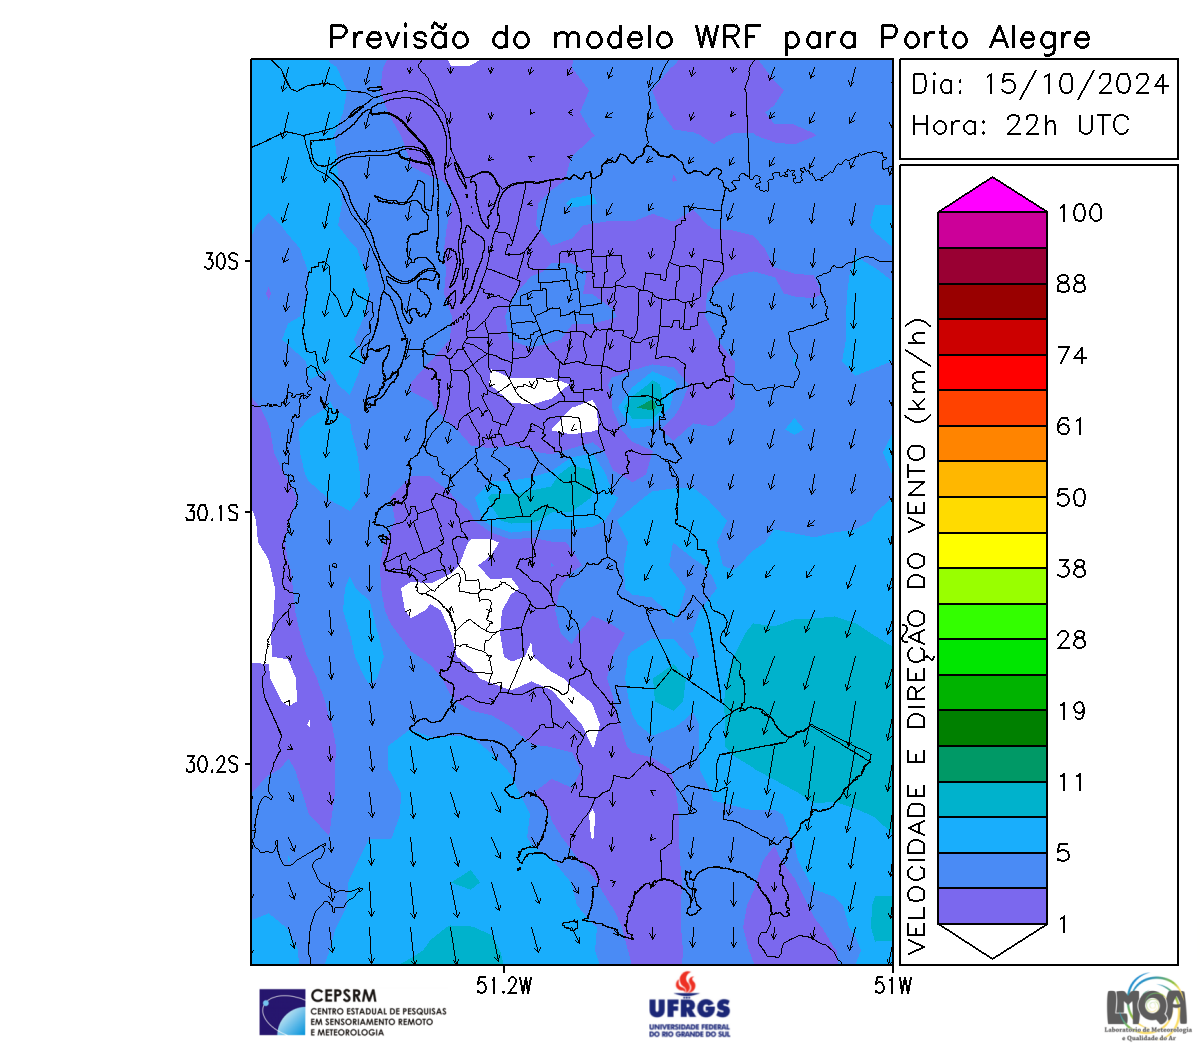 Previsão do modelo WRF para Porto Alegre
Dia: 15/10/2024
Hora: 22h UTC
30S
30.1S
30.2S
51.2W
51W
VELOCIDADE E DIREÇÃO DO VENTO (km/h)
100
88
74
61
50
38
28
19
11
5
1
CEPSRM
CENTRO ESTADUAL DE PESQUISAS
EM SENSORIAMENTO REMOTO
E METEOROLOGIA
UFRGS
UNIVERSIDADE FEDERAL
DO RIO GRANDE DO SUL
LMQA
Laboratório de Meteorologia
e Qualidade do Ar